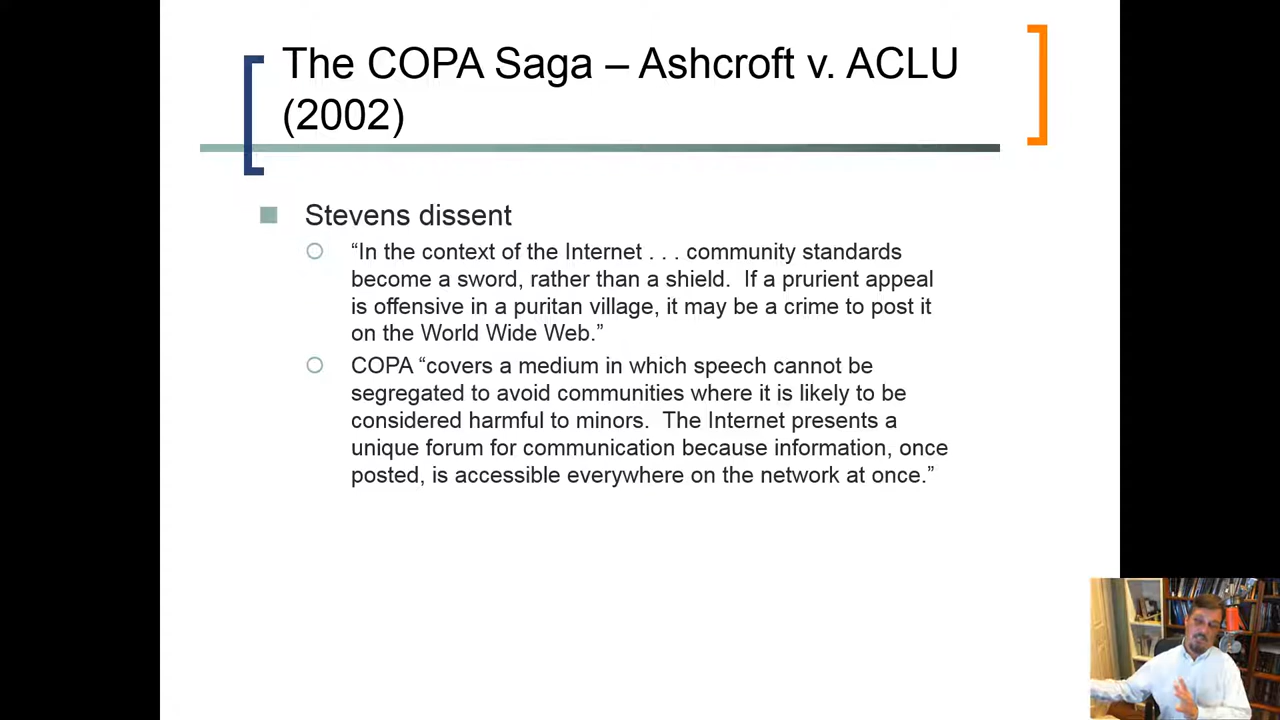 The COPA Saga – Ashcroft v. ACLU
(2002)
Stevens dissent
“In the context of the Internet . . . community standards
become a sword, rather than a shield.  If a prurient appeal
is offensive in a puritan village, it may be a crime to post it
on the World Wide Web.”
COPA “covers a medium in which speech cannot be
segregated to avoid communities where it is likely to be
considered harmful to minors.  The Internet presents a
unique forum for communication because information, once
posted, is accessible everywhere on the network at once.”